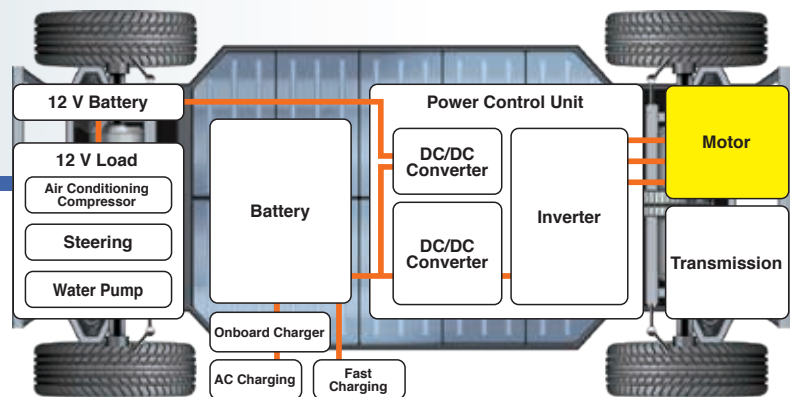 12 V Battery
12 V Load
Air Conditioning
Compressor
Steering
Water Pump
Battery
Onboard Charger
AC Charging
Fast
Charging
Power Control Unit
DC/DC
Converter
DC/DC
Converter
Inverter
Motor
Transmission